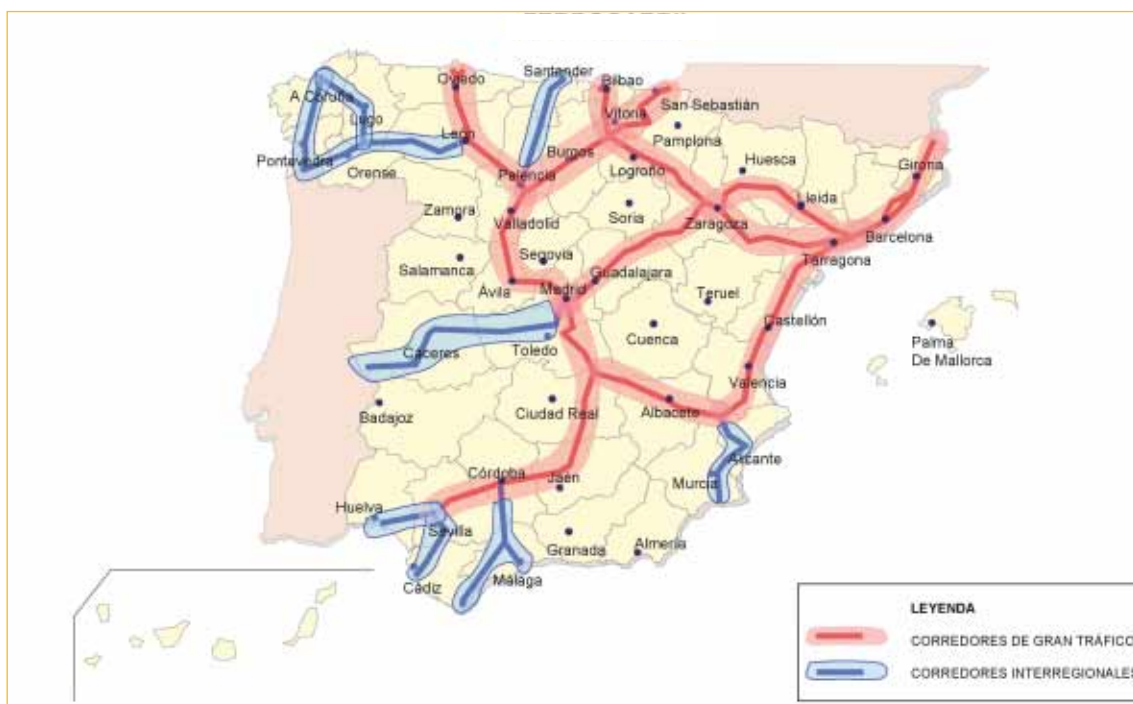 Santander
Oviedo
Bilbao
A Coruña
San Sebastián
Vitoria
Lugo
León
Pamplona
Burgos
Pontevedra
Huesca
Logroño
Girona
Orense
Palencia
Lleida
Zamora
Valladolid
Soria
Zaragoza
Barcelona
Segovia
Tarragona
Salamanca
Guadalajara
Ávila
Madrid
Teruel
Castellón
Cuenca
Palma
De Mallorca
Cáceres
Toledo
Valencia
Badajoz
Ciudad Real
Albacete
Alicante
Córdoba
Jaén
Murcia
Huelva
Sevilla
Granada
Almería
Cádiz
Málaga
LEYENDA
CORREDORES DE GRAN TRÁFICO
CORREDORES INTERREGIONALES